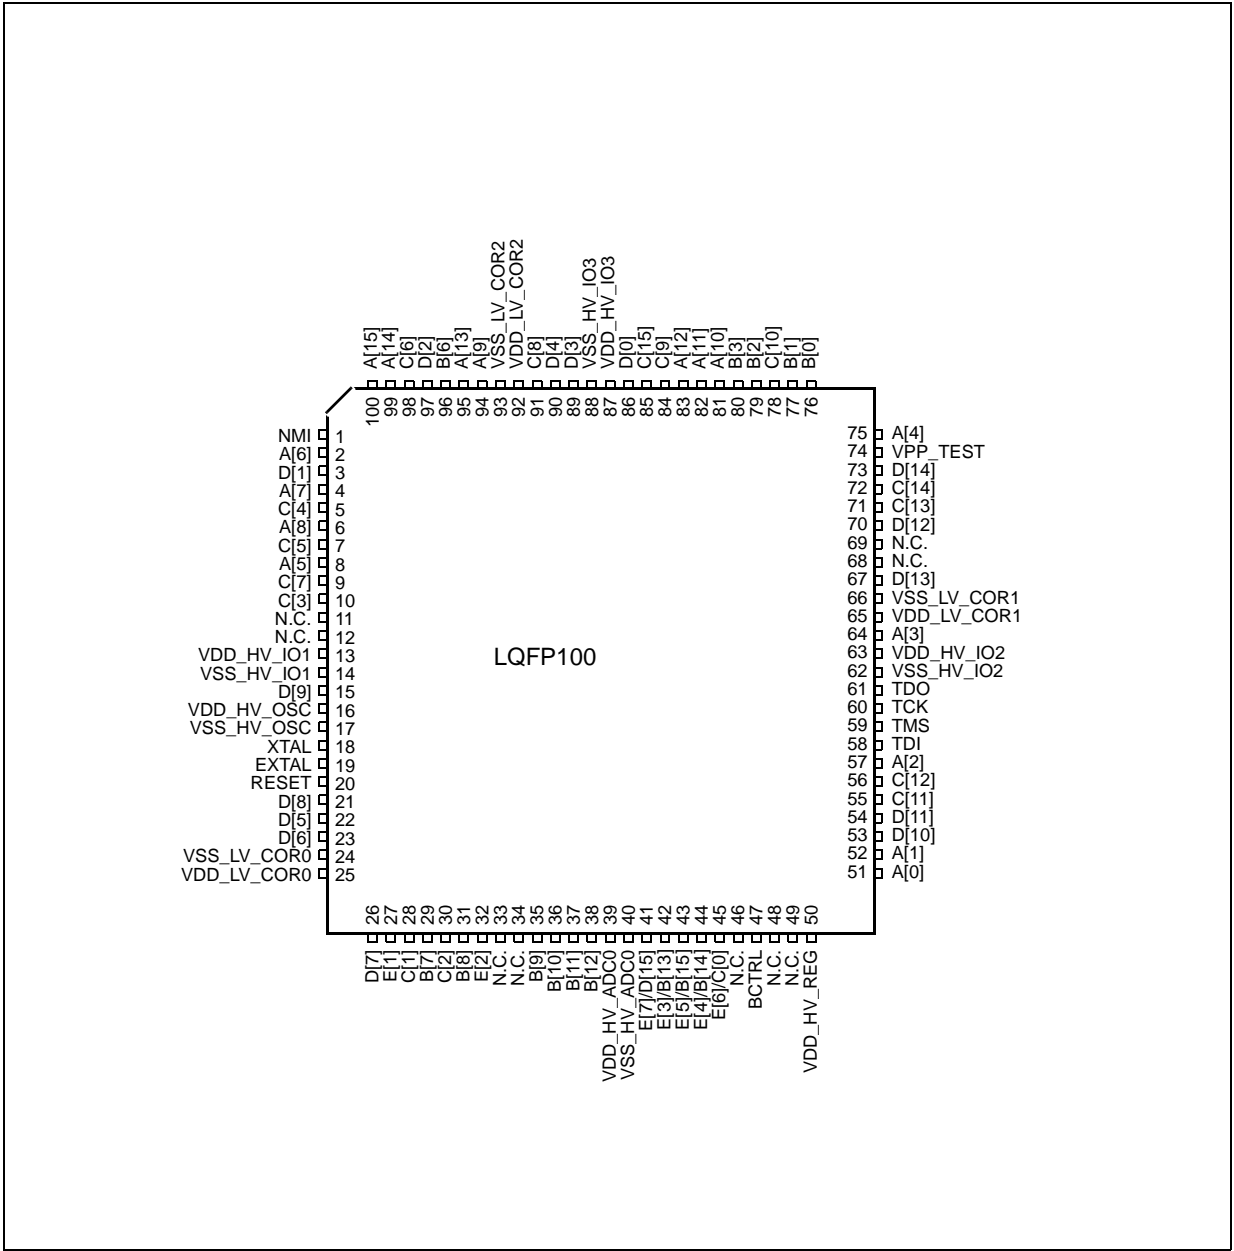 A[15]
A[14]
C[6]
D[2]
B[6]
A[13]
A[9]
VSS_LV_COR2
VDD_LV_COR2
C[8]
D[4]
D[3]
VSS_HV_IO3
VDD_HV_IO3
D[0]
C[15]
C[9]
A[12]
A[11]
A[10]
B[3]
B[2]
C[10]
B[1]
B[0]
100
99
98
97
96
95
94
93
92
91
90
89
88
87
86
85
84
83
82
81
80
79
78
77
76
NMI 1
A[6] 2
D[1] 3
A[7] 4
C[4] 5
A[8] 6
C[5] 7
A[5] 8
C[7] 9
C[3] 10
N.C. 11
N.C. 12
VDD_HV_IO1 13
VSS_HV_IO1 14
D[9] 15
VDD_HV_OSC 16
VSS_HV_OSC 17
XTAL 18
EXTAL 19
RESET 20
D[8] 21
D[5] 22
D[6] 23
VSS_LV_COR0 24
VDD_LV_COR0 25
LQFP100
75 A[4]
74 VPP_TEST
73 D[14]
72 C[14]
71 C[13]
70 D[12]
69 N.C.
68 N.C.
67 D[13]
66 VSS_LV_COR1
65 VDD_LV_COR1
64 A[3]
63 VDD_HV_IO2
62 VSS_HV_IO2
61 TDO
60 TCK
59 TMS
58 TDI
57 A[2]
56 C[12]
55 C[11]
54 D[11]
53 D[10]
52 A[1]
51 A[0]
26
27
28
29
30
31
32
33
34
35
36
37
38
39
40
41
42
43
44
45
46
47
48
49
50
D[7]
E[1]
C[1]
B[7]
C[2]
B[8]
E[2]
N.C.
N.C.
B[9]
B[10]
B[11]
B[12]
VDD_HV_ADC0
VSS_HV_ADC0
E[7]/D[15]
E[3]/B[13]
E[5]/B[15]
E[4]/B[14]
E[6]/C[0]
N.C.
BCTRL
N.C.
N.C.
VDD_HV_REG